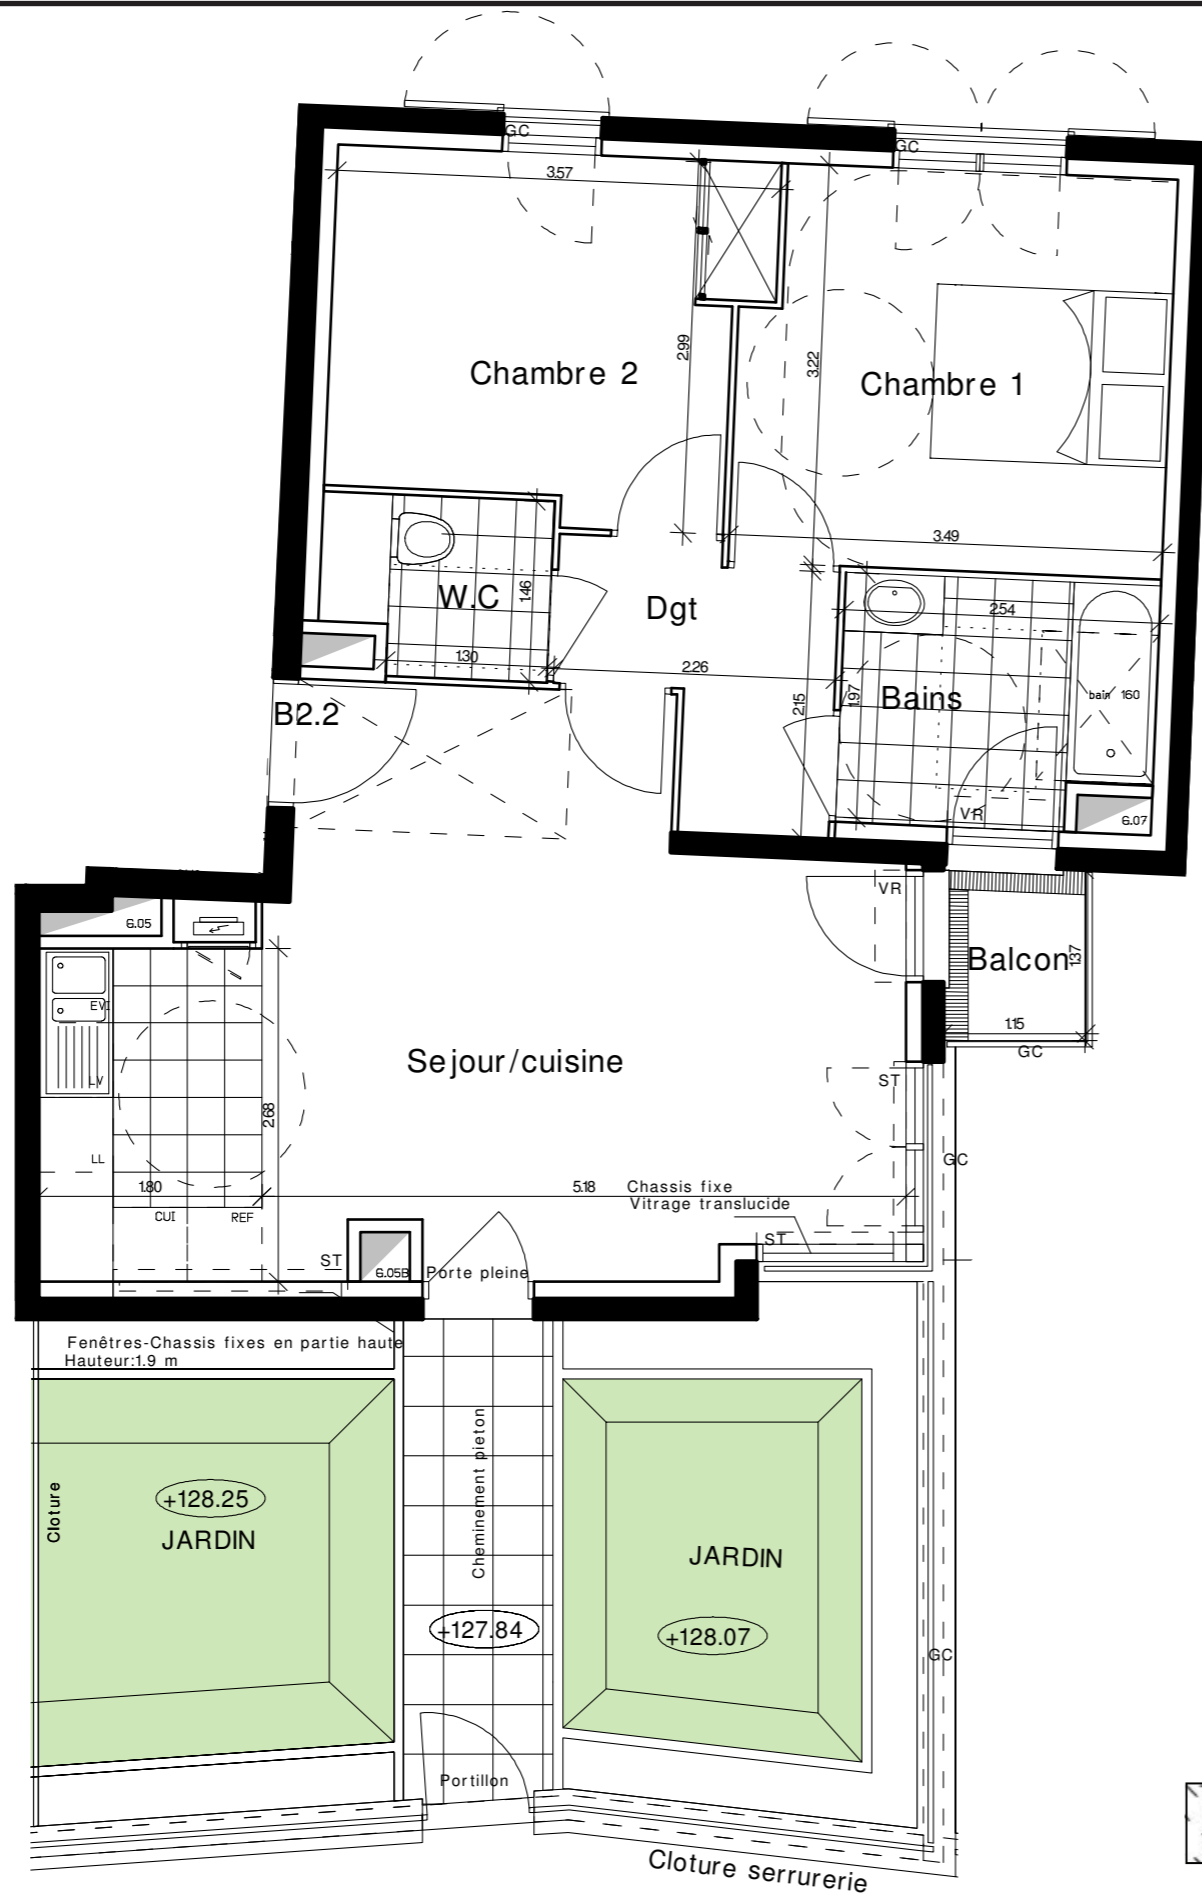 GC
GC
3.57
2.99
3.22
Chambre 2
Chambre 1
3.49
W.C
1.46
Dgt
2.54
1.30
2.26
B2.2
2.15
1.97
Bains
bain 160
VR
6.07
6.05
VR
Balcon
1.37
EVI
1.15
GC
Sejour/cuisine
LV
ST
2.68
LL
GC
1.80
5.18
Chassis fixe
Vitrage translucide
CUI
REF
ST
ST
6.05B
Porte pleine
Fenêtres-Chassis fixes en partie haute
Hauteur:1.9 m
Cloture
+128.25
JARDIN
Cheminement pieton
JARDIN
+127.84
+128.07
GC
Portillon
Cloture serrurerie